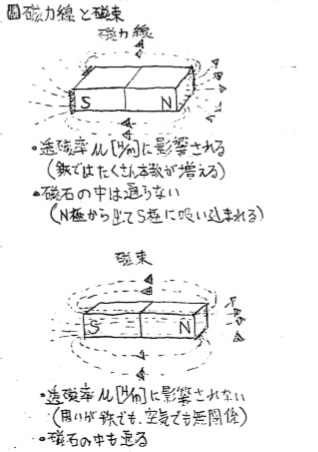 磁力線と磁束
磁力線
S N
・透磁率μ[H/m]に影響される
(鉄ではたくさん本数が増える)
・磁石の中は通らない
(N極から出てS極に吸い込まれる)
磁束
S N
・透磁率μ[H/m]に影響されない
(周りが鉄でも、空気でも無関係)
・磁石の中も通る